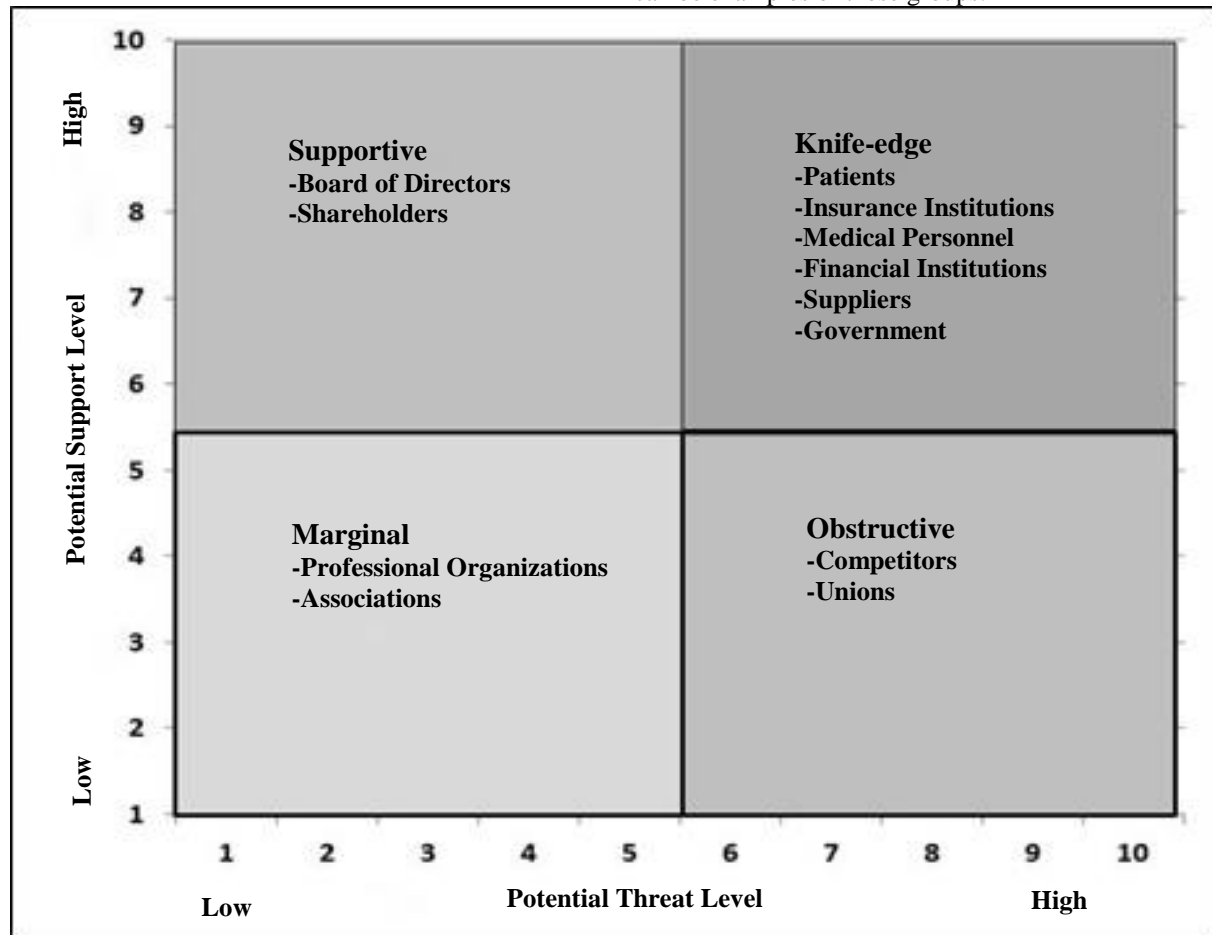 10
9
8
7
6
5
4
3
2
1
High
Potential Support Level
Low
Supportive
-Board of Directors
-Shareholders
Knife-edge
-Patients
-Insurance Institutions
-Medical Personnel
-Financial Institutions
-Suppliers
-Government
Marginal
-Professional Organizations
-Associations
Obstructive
-Competitors
-Unions
1 2 3 4 5 6 7 8 9 10
Low Potential Threat Level High